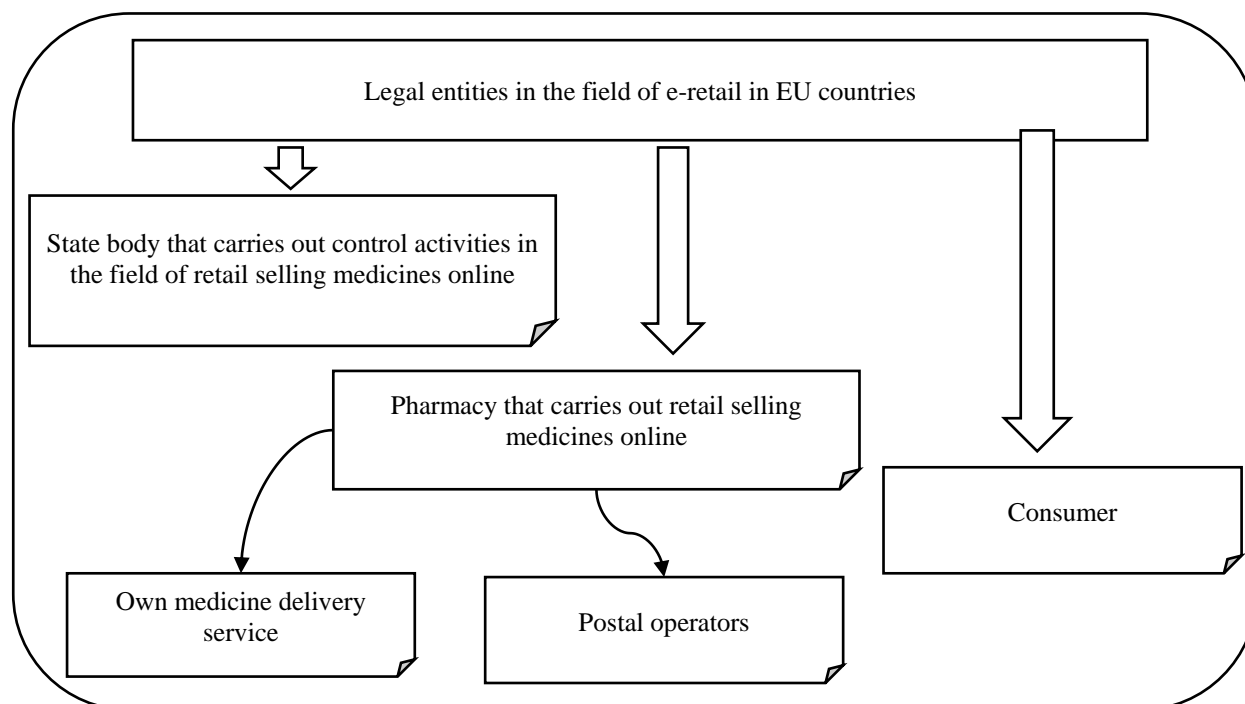 Legal entities in the field of e-retail in EU countries
State body that carries out control activities in
the field of retail selling medicines online
Pharmacy that carries out retail selling
medicines online
Consumer
Own medicine delivery
service
Postal operators